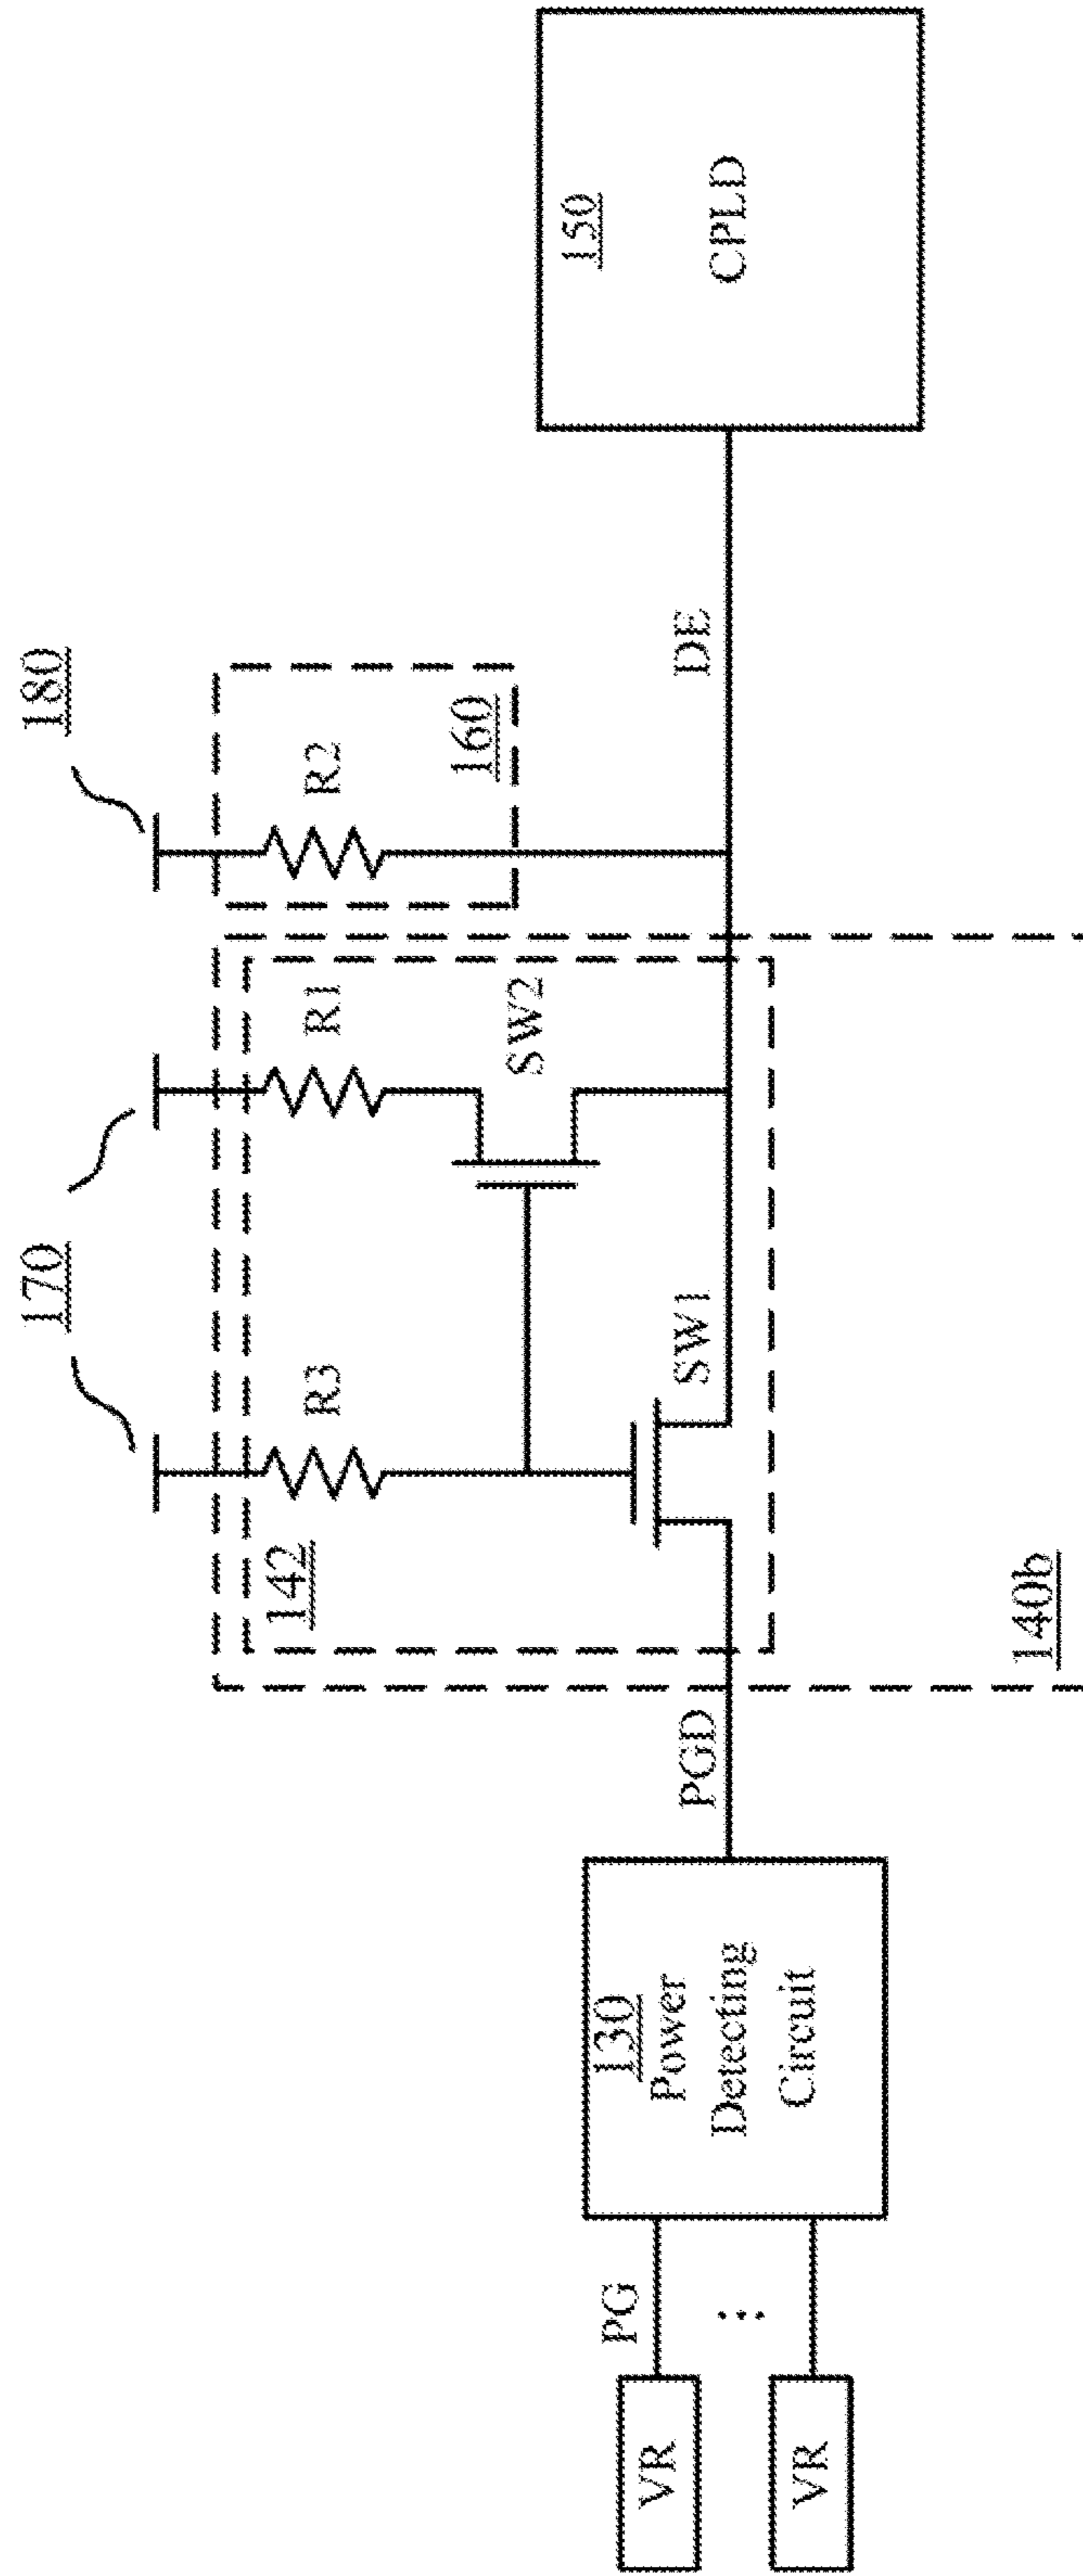 170
180
R3
R1
R2
142
SW2
160
SW1
PG
PGD
DE
VR
VR
130
Power
Detecting
Circuit
150
CPLD
140b